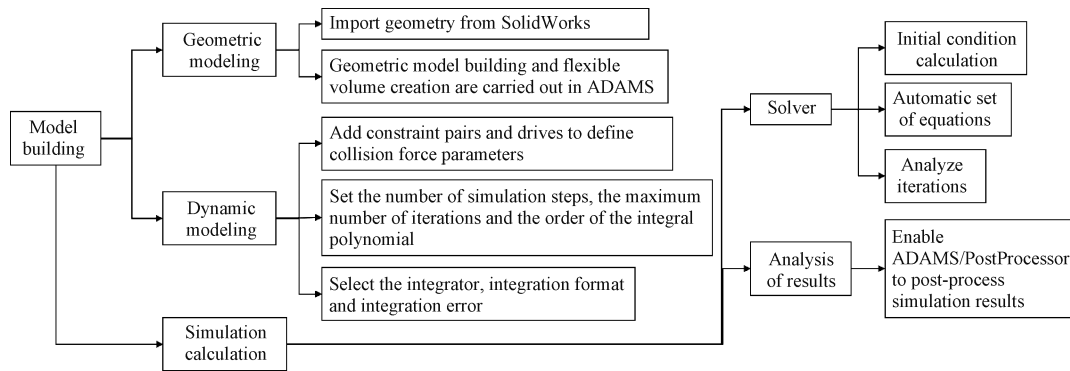 Model
building
Geometric
modeling
Import geometry from SolidWorks
Geometric model building and flexible
volume creation are carried out in ADAMS
Dynamic
modeling
Add constraint pairs and drives to define
collision force parameters
Set the number of simulation steps, the maximum
number of iterations and the order of the integral
polynomial
Select the integrator, integration format
and integration error
Simulation
calculation
Solver
Initial condition
calculation
Automatic set
of equations
Analyze
iterations
Analysis
of results
Enable
ADAMS/PostProcessor
to post-process
simulation results